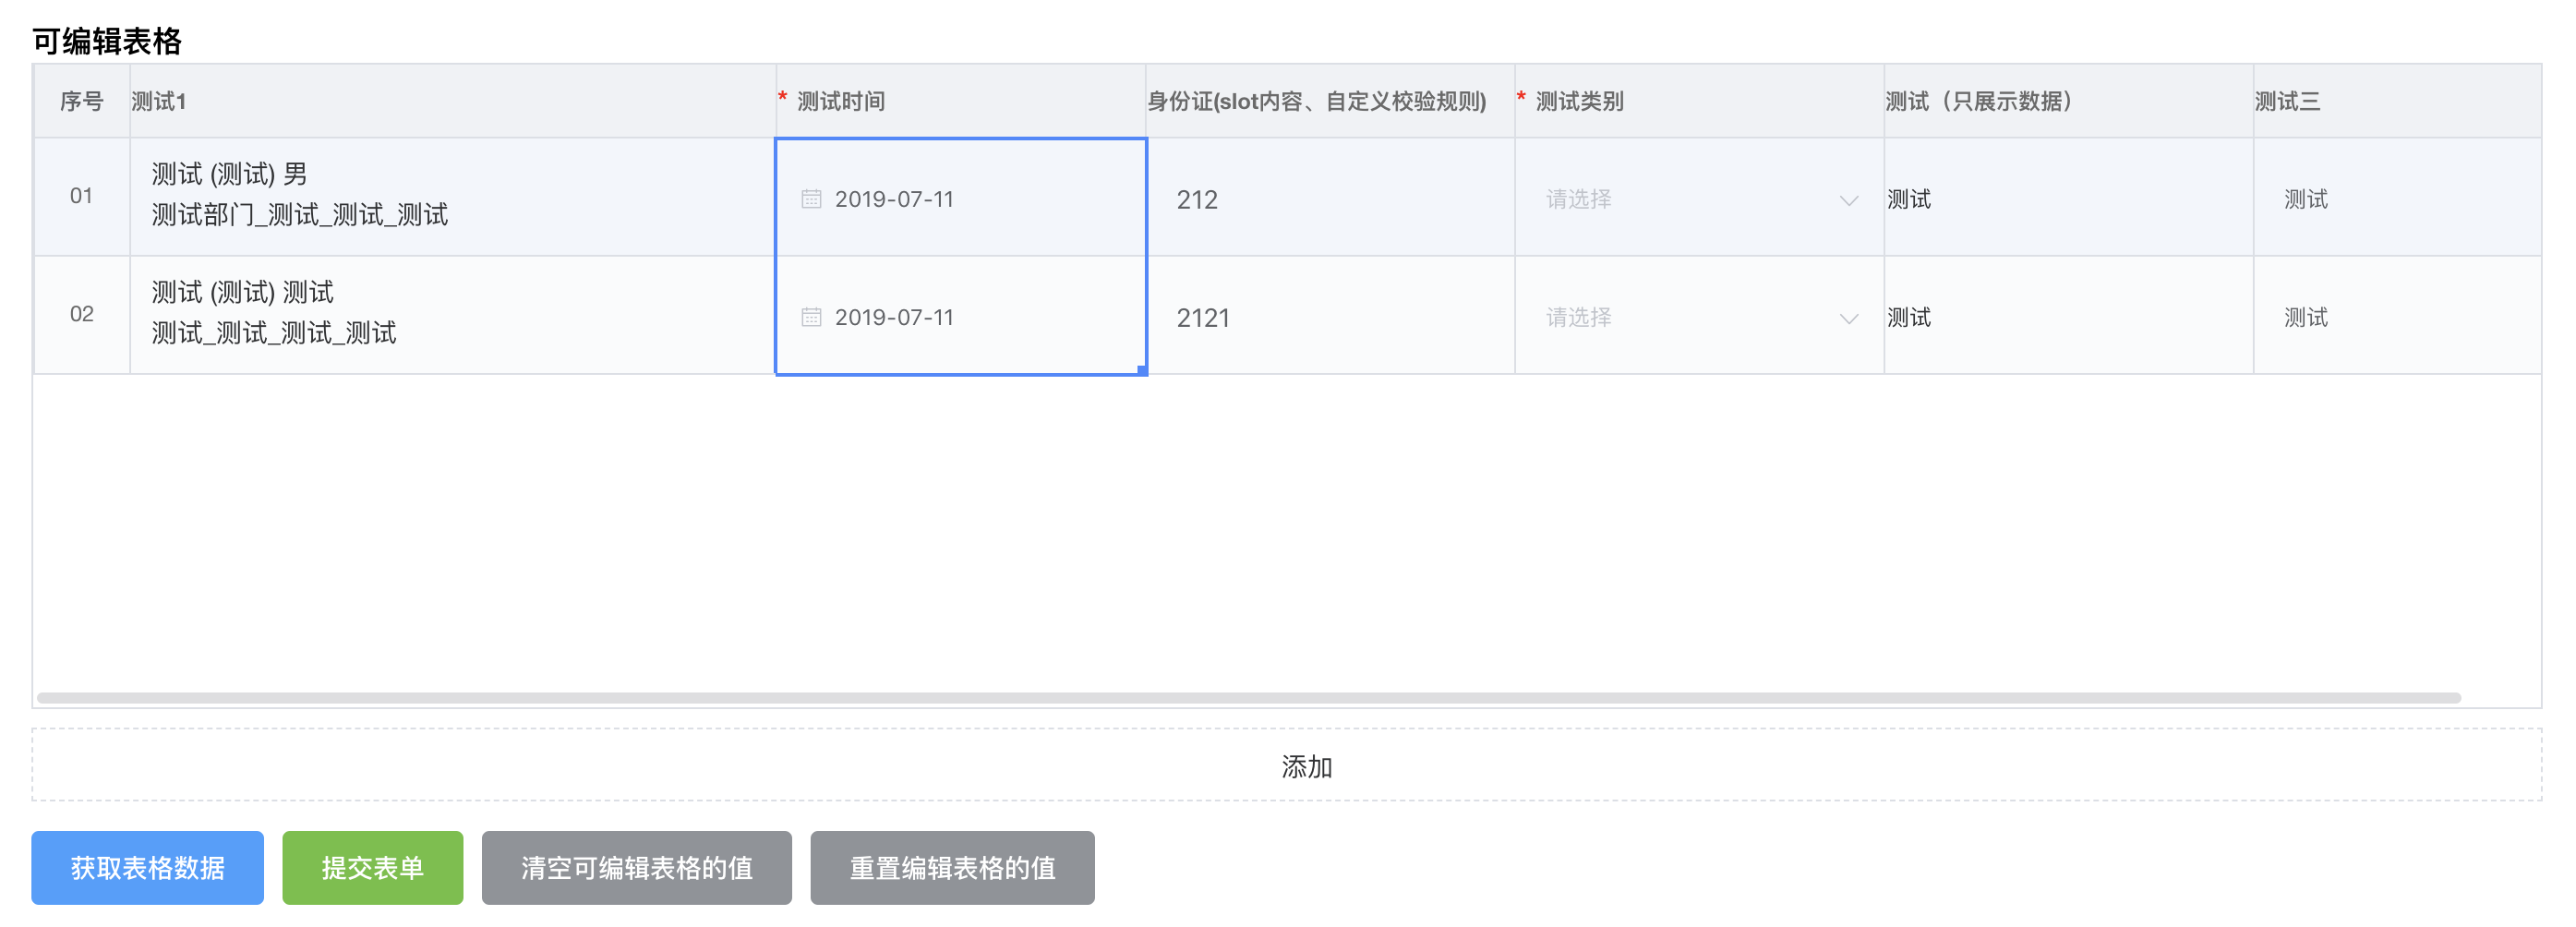 可编辑表格
序号 测试1 * 测试时间 身份证(slot内容、自定义校验规则) * 测试类别 测试（只展示数据） 测试三
01 测试 (测试) 男 2019-07-11 212 请选择 测试 测试
测试部门_测试_测试_测试
02 测试 (测试) 测试 2019-07-11 2121 请选择 测试 测试
测试_测试_测试_测试
添加
获取表格数据 提交表单 清空可编辑表格的值 重置编辑表格的值